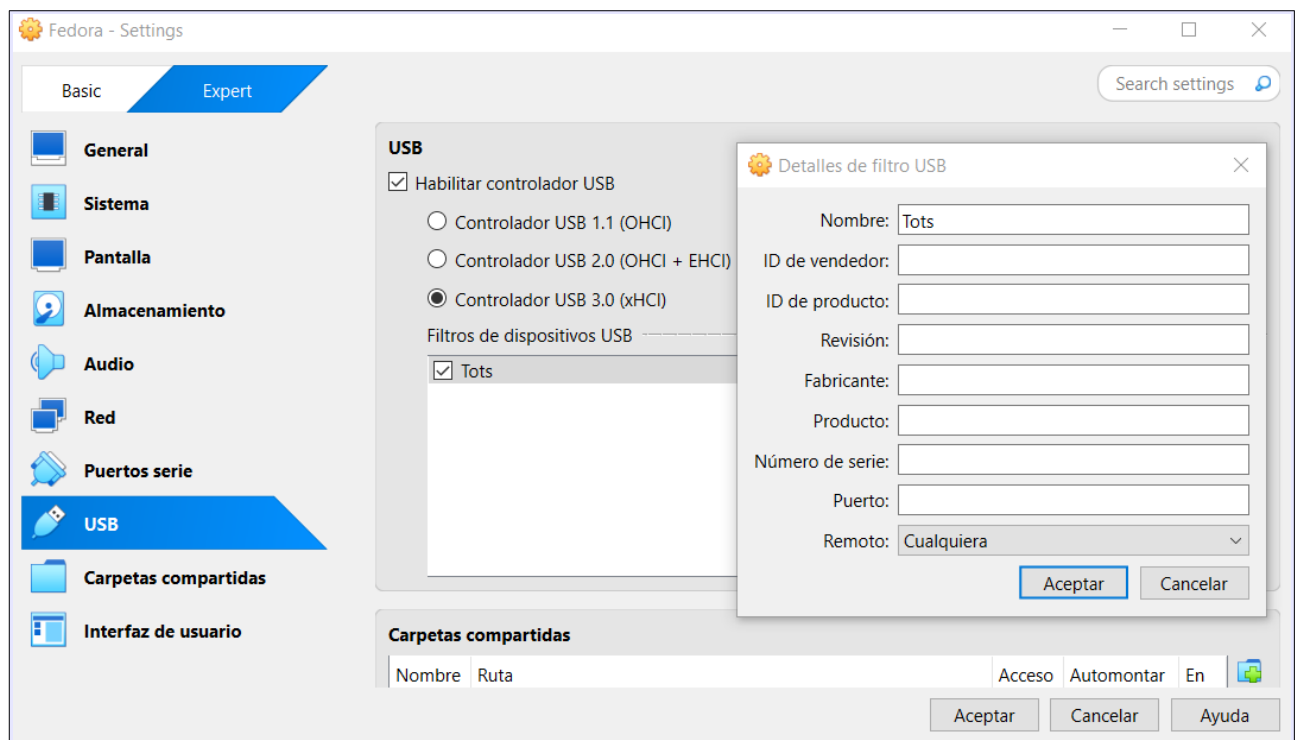 Fedora - Settings
Basic
Expert
Search settings
General
Sistema
Pantalla
Almacenamiento
Audio
Red
Puertos serie
USB
Carpetas compartidas
Interfaz de usuario
USB
Habilitar controlador USB
Controlador USB 1.1 (OHCI)
Controlador USB 2.0 (OHCI + EHCI)
Controlador USB 3.0 (xHCI)
Filtros de dispositivos USB
Tots
Detalles de filtro USB
Nombre: Tots
ID de vendedor:
ID de producto:
Revisión:
Fabricante:
Producto:
Número de serie:
Puerto:
Remoto: Cualquiera
Aceptar Cancelar
Carpetas compartidas
Nombre Ruta Acceso Automontar En
Aceptar Cancelar Ayuda